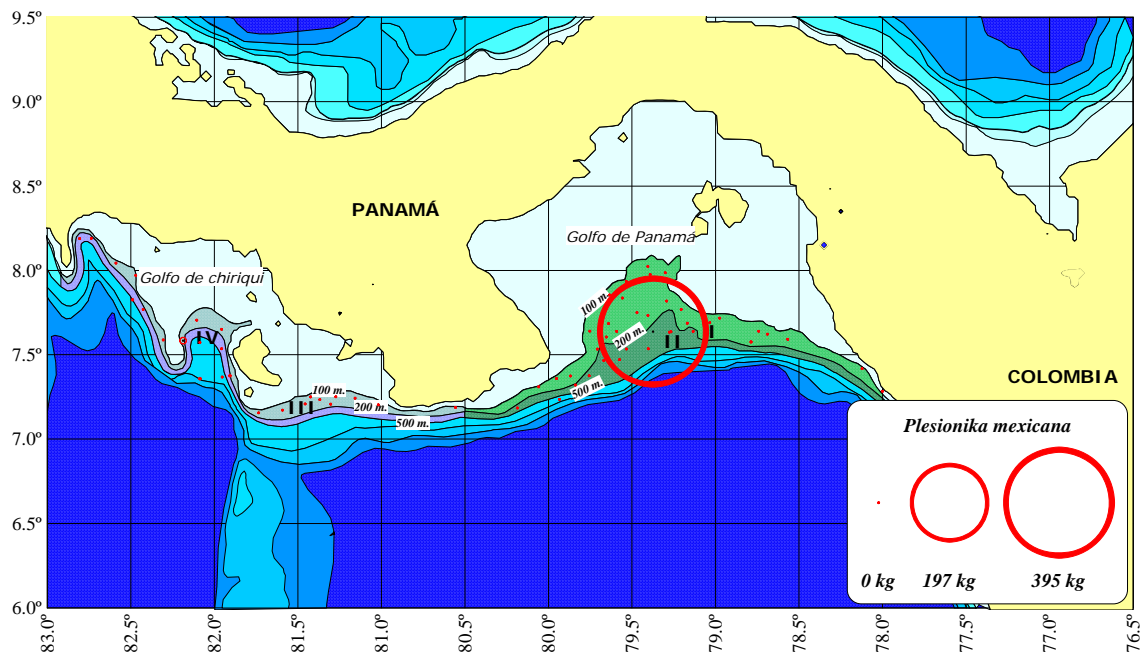 9.5º
9.0º
8.5º
8.0º
7.5º
7.0º
6.5º
6.0º
PANAMÁ
Golfo de Panamá
Golfo de chiriqui
100 m.
200 m.
500 m.
I
II
IV
III
100 m.
200 m.
500 m.
COLOMBIA
Plesionika mexicana
0 kg 197 kg 395 kg
83.0º 82.5º 82.0º 81.5º 81.0º 80.5º 80.0º 79.5º 79.0º 78.5º 78.0º 77.5º 77.0º 76.5º